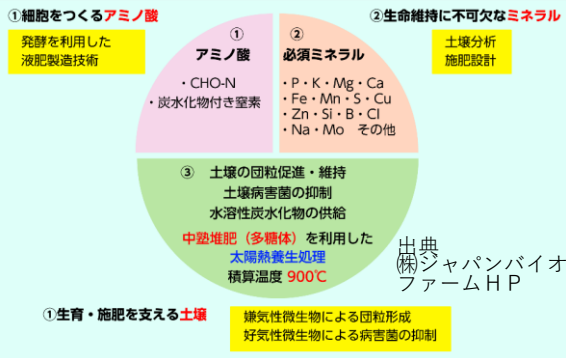 ①細胞をつくるアミノ酸
発酵を利用した
液肥製造技術
②生命維持に不可欠なミネラル
土壌分析
施肥設計
①
アミノ酸
・CHO-N
・炭水化物付き窒素
②
必須ミネラル
・P・K・Mg・Ca
・Fe・Mn・S・Cu
・Zn・Si・B・Cl
・Na・Mo その他
③ 土壌の団粒促進・維持
土壌病害菌の抑制
水溶性炭水化物の供給
中塾堆肥（多糖体）を利用した
太陽熱養生処理
積算温度 900℃
出典
㈱ジャパンバイオ
ファームＨＰ
①生育・施肥を支える土壌
嫌気性微生物による団粒形成
好気性微生物による病害菌の抑制